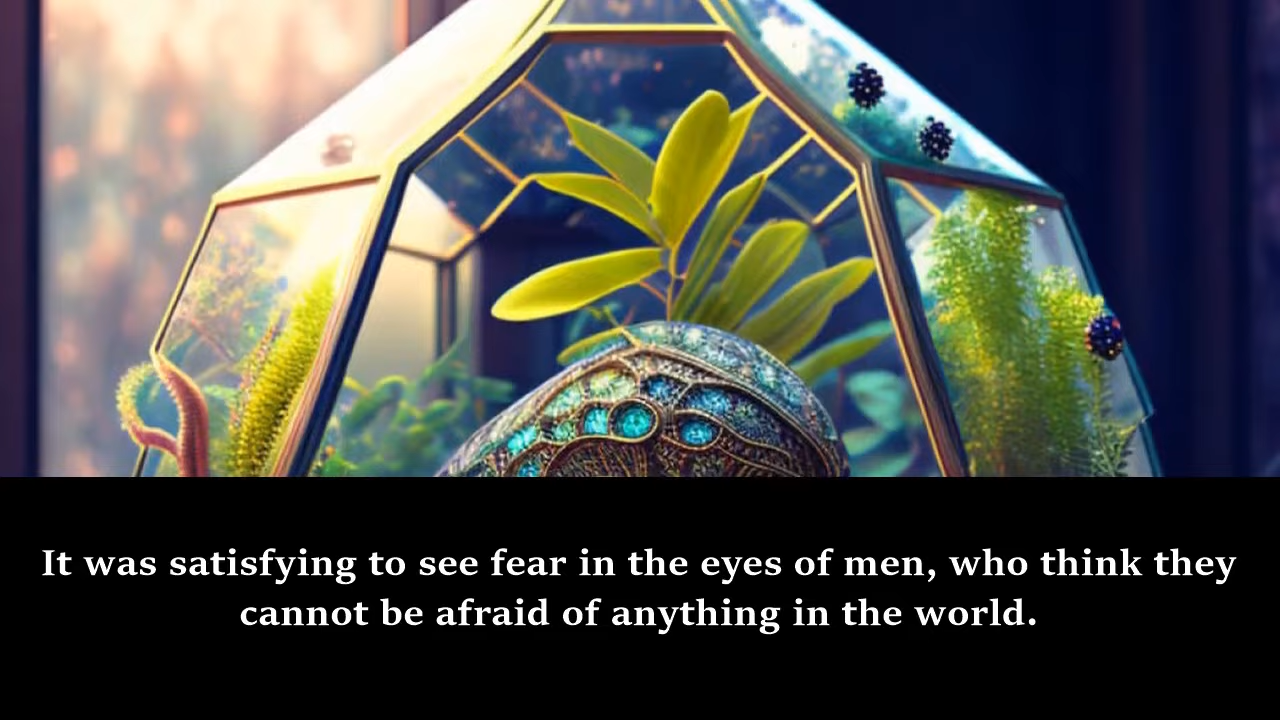 It was satisfying to see fear in the eyes of men, who think they
cannot be afraid of anything in the world.